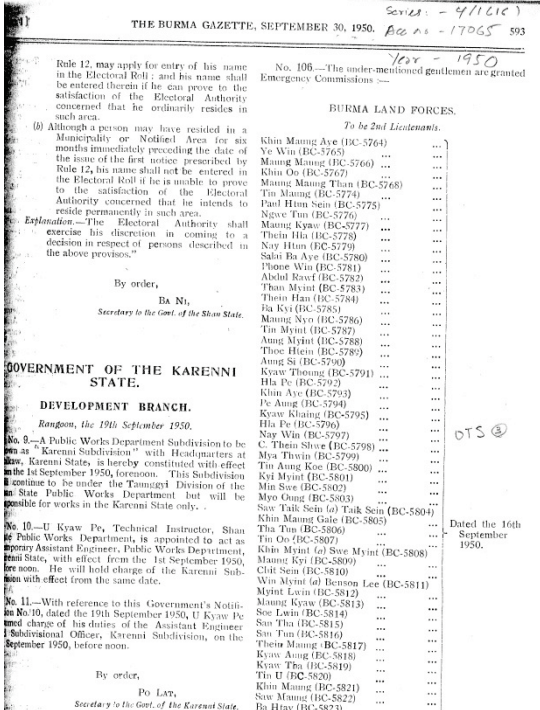 THE BURMA GAZETTE, SEPTEMBER 30, 1950.
593
Series: - 4/1(c)
Acc no - 17065
Year - 1950
Rule 12, may apply for entry of his name
in the Electoral Roll; and his name shall
be entered therein if he can prove to the
satisfaction of the Electoral Authority
concerned that he ordinarily resides in
such area.
(b) Although a person may have resided in a
Municipality or Notified Area for six
months immediately preceding the date of
the issue of the first notice prescribed by
Rule 12, his name shall not be entered in
the Electoral Roll if he is unable to prove
to the satisfaction of the Electoral
Authority concerned that he intends to
reside permanently in such area.
Explanation.—The Electoral Authority shall
exercise his discretion in coming to a
decision in respect of persons described in
the above provisos."
By order,
BA NI,
Secretary to the Govt. of the Shan State.
GOVERNMENT OF THE KARENNI
STATE.
DEVELOPMENT BRANCH.
Rangoon, the 19th September 1950.
No. 9.—A Public Works Department Subdivision to be
as "Karenni Subdivision" with Headquarters at
Karenni State, is hereby constituted with effect
the 1st September 1950, forenoon. This Subdivision
continue to be under the Taunggyi Division of the
State Public Works Department but will be
for works in the Karenni State only.
No. 10.—U Kyaw Pe, Technical Instructor, Shan
Public Works Department, is appointed to act as
Assistant Engineer, Public Works Department,
State, with effect from the 1st September 1950,
noon. He will hold charge of the Karenni Sub-
with effect from the same date.
No. 11.—With reference to this Government's Notifi-
No. 10, dated the 19th September 1950, U Kyaw Pe
charge of his duties of the Assistant Engineer
Subdivisional Officer, Karenni Subdivision, on the
September 1950, before noon.
By order,
PO LAT,
Secretary to the Govt. of the Karenni State.
No. 106.—The under-mentioned gentlemen are granted
Emergency Commissions :—
BURMA LAND FORCES.
To be 2nd Lieutenants.
Khin Maung Aye (BC-5764)
Ye Win (BC-5765) ... ...
Maung Maung (BC-5766) ... ...
Khin Oo (BC-5767) ... ...
Maung Maung Than (BC-5768) ...
Tin Maung (BC-5774) ... ...
Paul Htun Sein (BC-5775) ...
Ngwe Tun (BC-5776) ... ...
Maung Kyaw (BC-5777) ... ...
Thein Hla (BC-5778) ... ...
Nay Htun (BC-5779) ... ...
Salai Ba Aye (BC-5780) ... ...
Phone Win (BC-5781) ... ...
Abdul Rawf (BC-5782) ... ...
Than Myint (BC-5783) ... ...
Thein Han (BC-5784) ... ...
Ba Kyi (BC-5785) ... ...
Maung Nyo (BC-5786) ... ...
Tin Myint (BC-5787) ... ...
Aung Myint (BC-5788) ... ...
Thoe Htein (BC-5789) ... ...
Aung Si (BC-5790) ... ...
Kyaw Thoung (BC-5791) ... ...
Hla Pe (BC-5792) ... ...
Khin Aye (BC-5793) ... ...
Pe Aung (BC-5794) ... ...
Kyaw Khaing (BC-5795) ... ...
Hla Pe (BC-5796) ... ...
Nay Win (BC-5797) ... ...
C. Thein Shwe (BC-5798) ... ...
Mya Thwin (BC-5799) ... ...
Tin Aung Koe (BC-5800) ... ...
Kyi Myint (BC-5801) ... ...
Min Swe (BC-5802) ... ...
Myo Oung (BC-5803) ... ...
Saw Taik Sein (a) Taik Sein (BC-5804)
Khin Maung Gale (BC-5805) ...
Tha Tun (BC-5806) ... ...
Tin Oo (BC-5807) ... ...
Khin Myint (a) Swe Myint (BC-5808)
Maung Kyi (BC-5809) ... ...
Chit Sein (BC-5810) ... ...
Win Myint (a) Benson Lee (BC-5811)
Myint Lwin (BC-5812) ... ...
Maung Kyaw (BC-5813) ... ...
Soe Lwin (BC-5814) ... ...
San Tha (BC-5815) ... ...
San Tun (BC-5816) ... ...
Thein Maung (BC-5817) ... ...
Kyaw Aung (BC-5818) ... ...
Kyaw Tha (BC-5819) ... ...
Tin U (BC-5820) ... ...
Khin Maung (BC-5821) ... ...
Saw Maung (BC-5822) ... ...
Ba Htay (BC-5823) ... ...
OTS 3
Dated the 16th
September
1950.